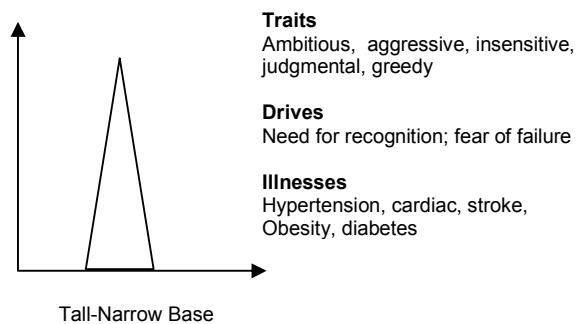 Traits
Ambitious, aggressive, insensitive,
judgmental, greedy
Drives
Need for recognition; fear of failure
Illnesses
Hypertension, cardiac, stroke,
Obesity, diabetes
Tall-Narrow Base